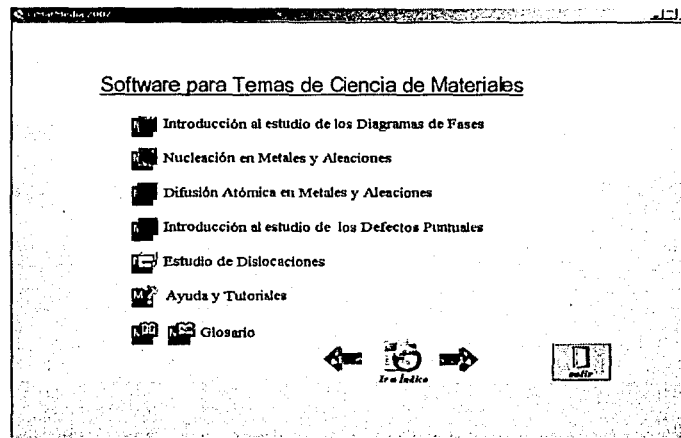 Software para Temas de Ciencia de Materiales
Introducción al estudio de los Diagramas de Fases
Nucleación en Metales y Aleaciones
Difusión Atómica en Metales y Aleaciones
Introducción al estudio de los Defectos Puntuales
Estudio de Dislocaciones
Ayuda y Tutoriales
Glosario
Ir a Índice
salir